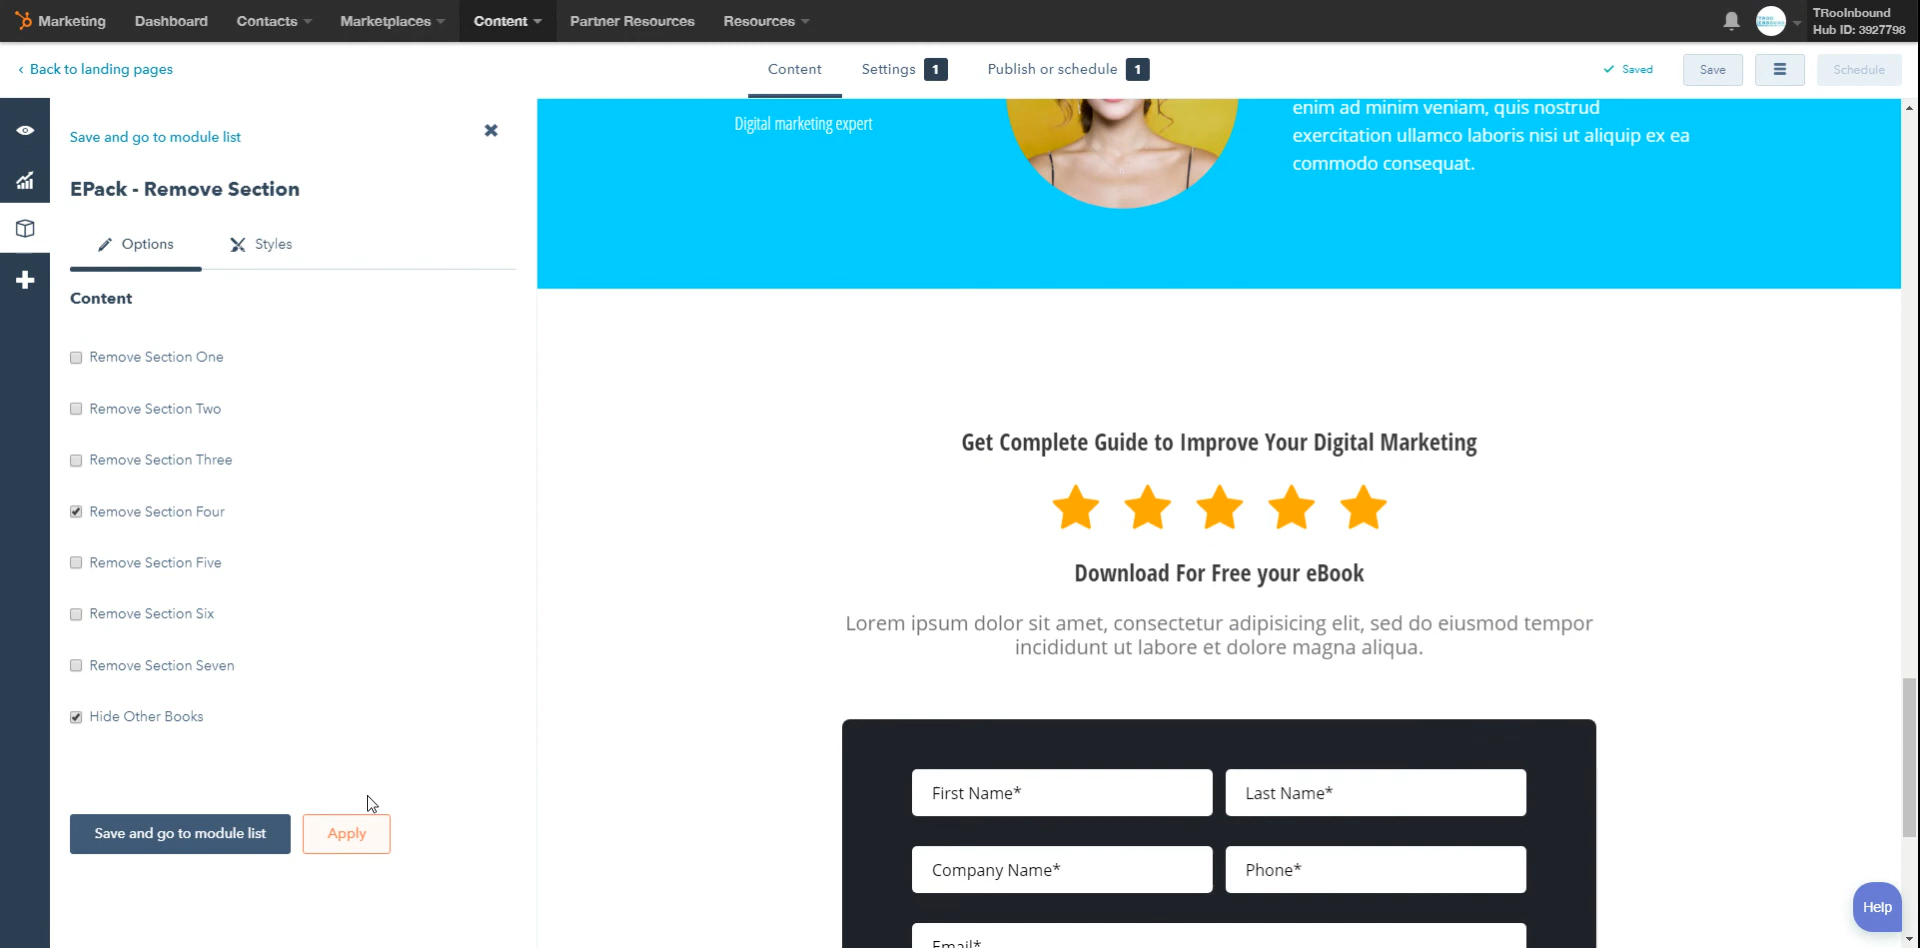 Marketing
Dashboard
Contacts
Marketplaces
Content
Partner Resources
Resources
TRooInbound
Hub ID: 3927798
‹ Back to landing pages
Content
Settings 1
Publish or schedule 1
Saved
Save
Schedule
Save and go to module list
EPack - Remove Section
Options
Styles
Content
Remove Section One
Remove Section Two
Remove Section Three
Remove Section Four
Remove Section Five
Remove Section Six
Remove Section Seven
Hide Other Books
Save and go to module list
Apply
Digital marketing expert
enim ad minim veniam, quis nostrud
exercitation ullamco laboris nisi ut aliquip ex ea
commodo consequat.
Get Complete Guide to Improve Your Digital Marketing
Download For Free your eBook
Lorem ipsum dolor sit amet, consectetur adipisicing elit, sed do eiusmod tempor
incididunt ut labore et dolore magna aliqua.
First Name*
Last Name*
Company Name*
Phone*
Email*
Help